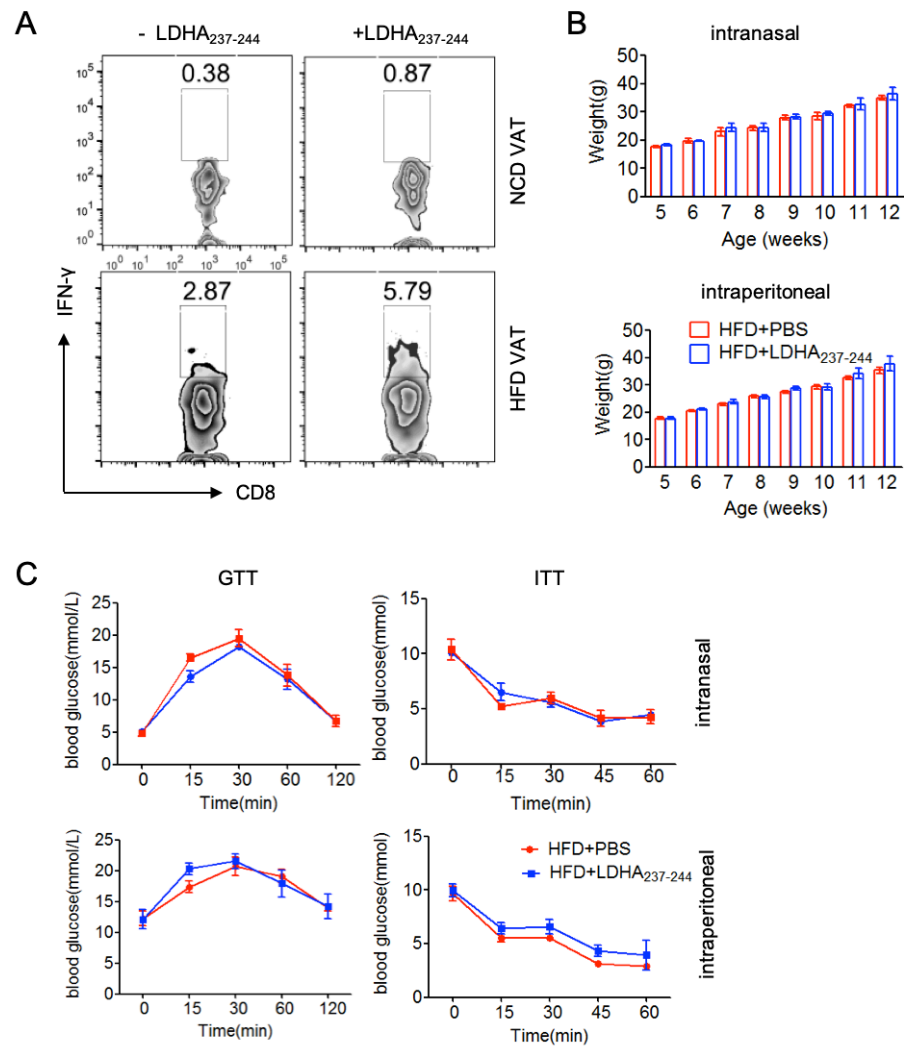 A
- LDHA237-244
+LDHA237-244
0.38
0.87
10^5
10^4
10^3
10^2
10^1
10^0
NCD VAT
10^0 10^1 10^2 10^3 10^4 10^5
2.87
5.79
HFD VAT
IFN-γ
CD8
B
intranasal
Weight(g)
50
40
30
20
10
0
5 6 7 8 9 10 11 12
Age (weeks)
intraperitoneal
HFD+PBS
HFD+LDHA237-244
Weight(g)
50
40
30
20
10
0
5 6 7 8 9 10 11 12
Age (weeks)
C
GTT
ITT
blood glucose(mmol/L)
25
20
15
10
5
0
0 15 30 60 120
Time(min)
blood glucose(mmol)
15
10
5
0
0 15 30 45 60
Time(min)
intranasal
blood glucose(mmol/L)
25
20
15
10
5
0
0 15 30 60 120
Time(min)
blood glucose(mmol)
15
10
5
0
HFD+PBS
HFD+LDHA237-244
0 15 30 45 60
Time(min)
intraperitoneal